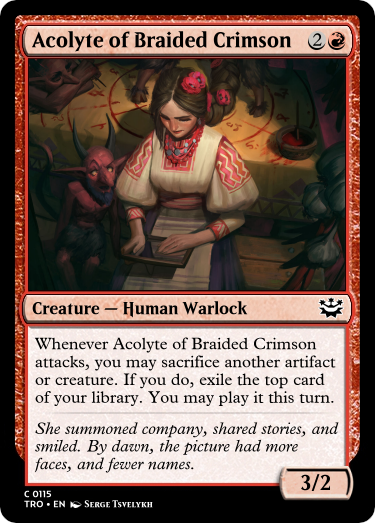 Acolyte of Braided Crimson 2
Creature — Human Warlock
Whenever Acolyte of Braided Crimson
attacks, you may sacrifice another artifact
or creature. If you do, exile the top card
of your library. You may play it this turn.
She summoned company, shared stories, and
smiled. By dawn, the picture had more
faces, and fewer names.
3/2
C 0115
TRO • EN Serge Tsvelykh